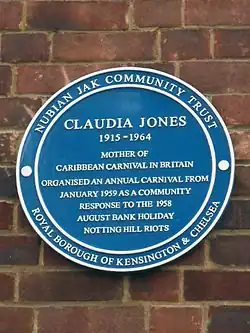 NUBIAN JAK COMMUNITY TRUST
CLAUDIA JONES
1915-1964
MOTHER OF
CARIBBEAN CARNIVAL IN BRITAIN
ORGANISED AN ANNUAL CARNIVAL FROM
JANUARY 1959 AS A COMMUNITY
RESPONSE TO THE 1958
AUGUST BANK HOLIDAY
NOTTING HILL RIOTS
ROYAL BOROUGH OF KENSINGTON & CHELSEA